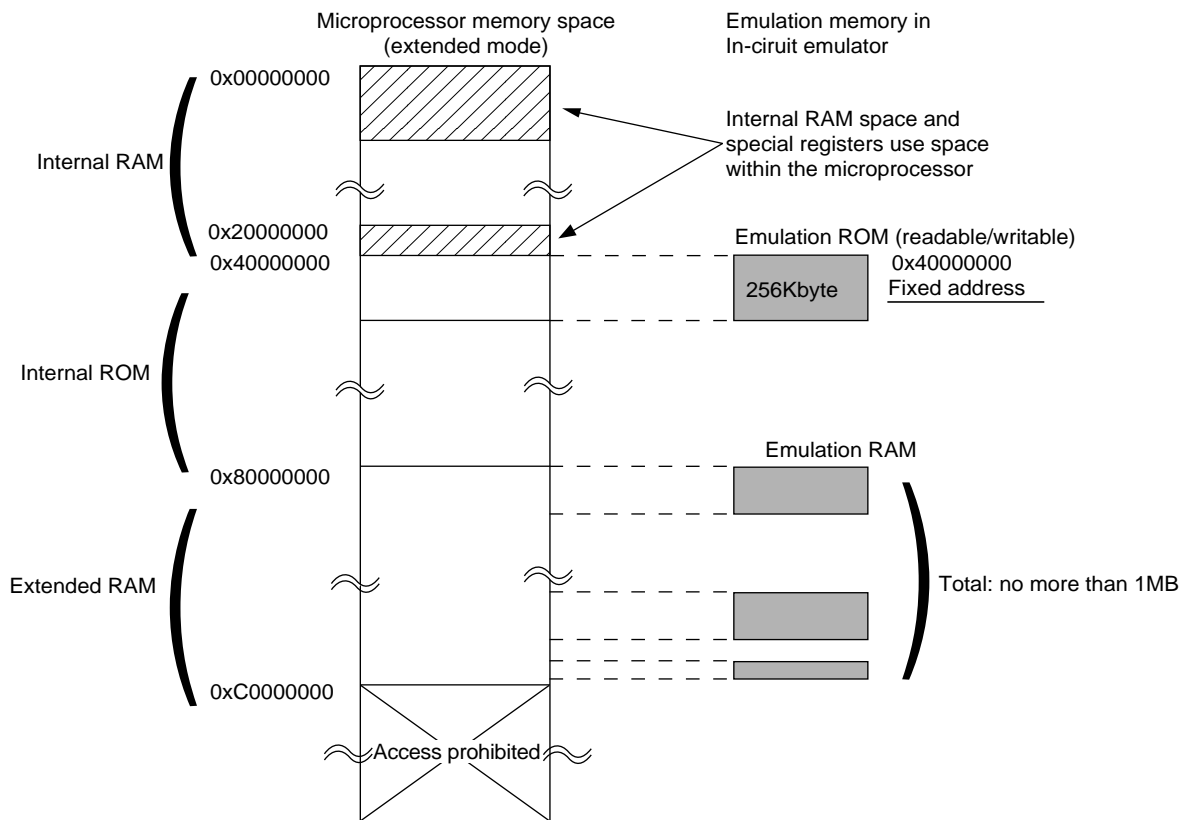 Microprocessor memory space
(extended mode)
Emulation memory in
In-ciruit emulator
0x00000000
Internal RAM
Internal RAM space and
special registers use space
within the microprocessor
0x20000000
0x40000000
Emulation ROM (readable/writable)
256Kbyte
0x40000000
Fixed address
Internal ROM
0x80000000
Emulation RAM
Extended RAM
Total: no more than 1MB
0xC0000000
Access prohibited